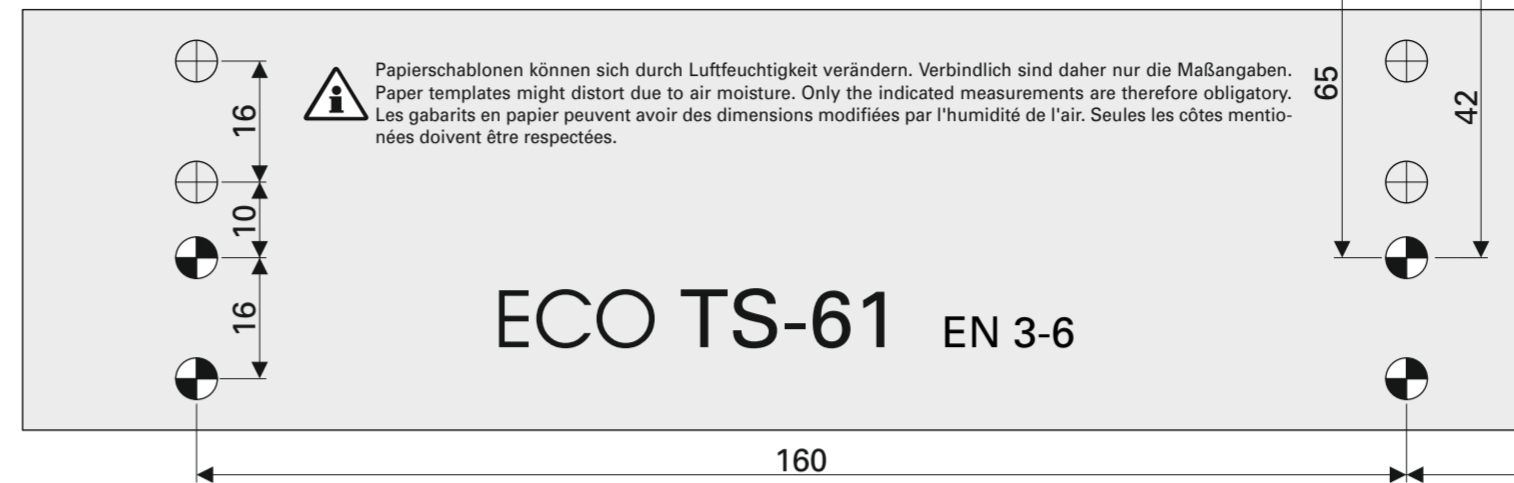 Papierschablonen können sich durch Luftfeuchtigkeit verändern. Verbindlich sind daher nur die Maßangaben.
Paper templates might distort due to air moisture. Only the indicated measurements are therefore obligatory.
Les gabarits en papier peuvent avoir des dimensions modifiées par l'humidité de l'air. Seules les côtes mentio-
nées doivent être respectées.
16
10
16
65
42
ECO TS-61 EN 3-6
160